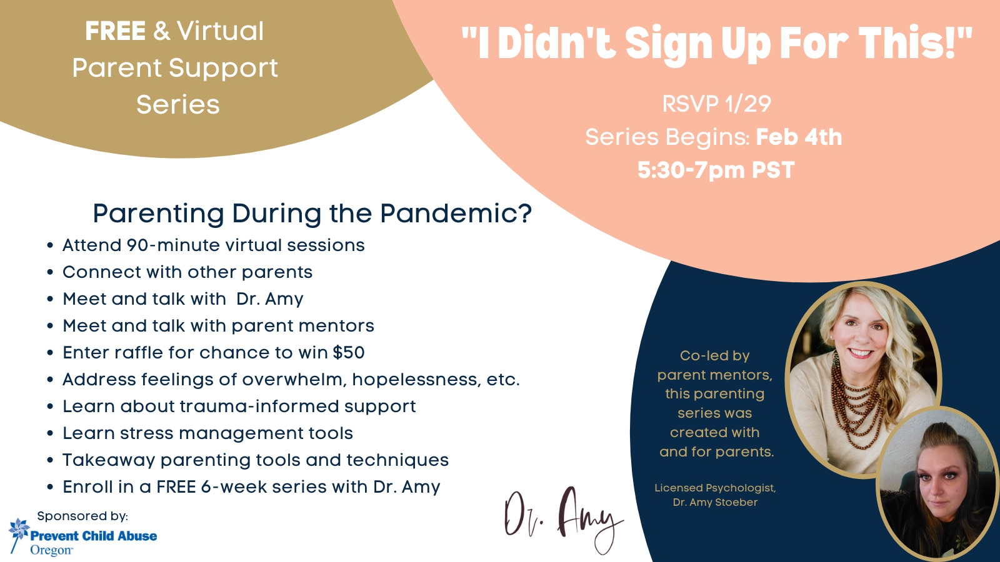 FREE & Virtual
Parent Support
Series
"I Didn't Sign Up For This!"
RSVP 1/29
Series Begins: Feb 4th
5:30-7pm PST
Parenting During the Pandemic?
• Attend 90-minute virtual sessions
• Connect with other parents
• Meet and talk with  Dr. Amy
• Meet and talk with parent mentors
• Enter raffle for chance to win $50
• Address feelings of overwhelm, hopelessness, etc.
• Learn about trauma-informed support
• Learn stress management tools
• Takeaway parenting tools and techniques
• Enroll in a FREE 6-week series with Dr. Amy
Sponsored by:
Prevent Child Abuse
Oregon™
Dr. Amy
Co-led by
parent mentors,
this parenting
series was
created with
and for parents.
Licensed Psychologist,
Dr. Amy Stoeber